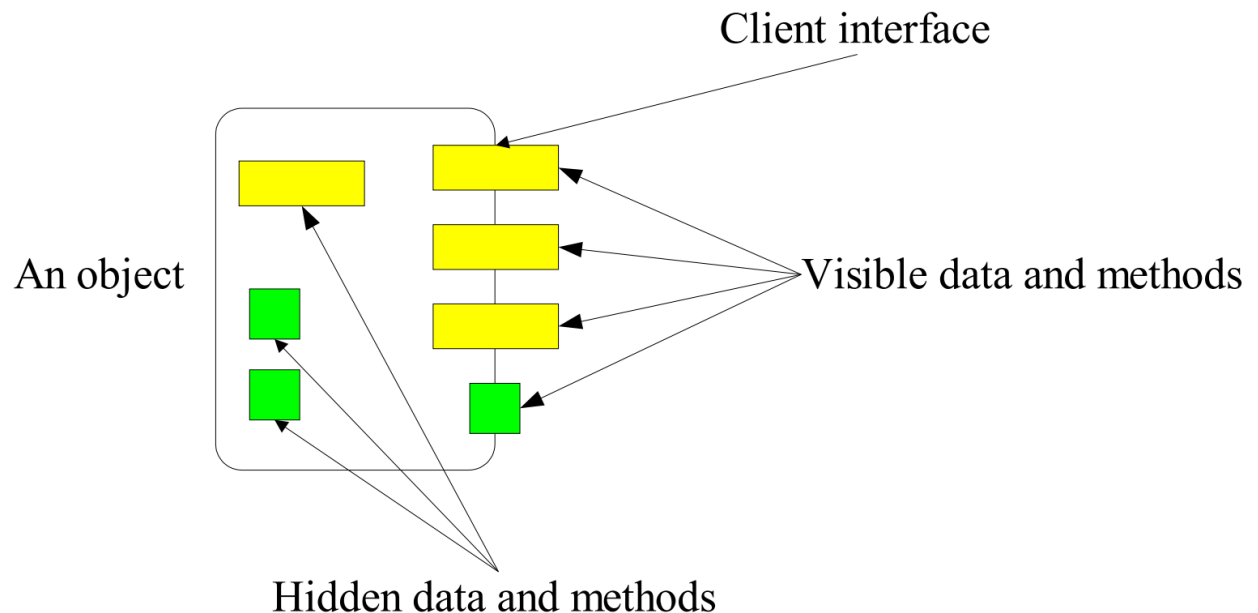 Client interface
An object
Visible data and methods
Hidden data and methods